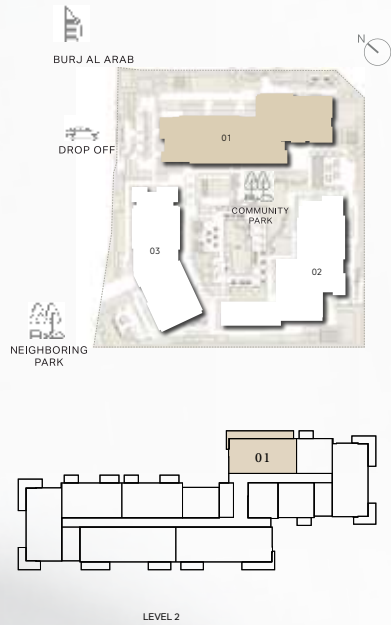 BURJ AL ARAB
N
DROP OFF
01
COMMUNITY
PARK
03
02
NEIGHBORING
PARK
01
LEVEL 2